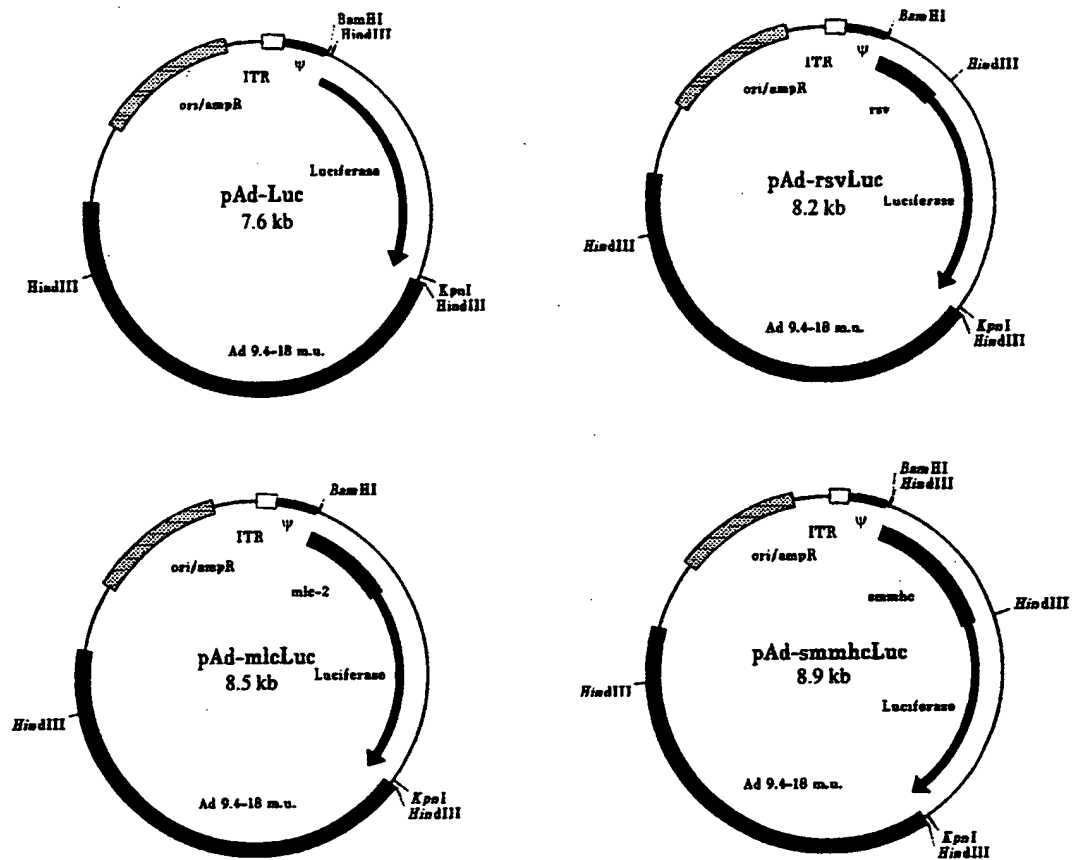 BamHI
HindIII
ITR
Ψ
ori/ampR
Luciferase
pAd-Luc
7.6 kb
HindIII
KpnI
HindIII
Ad 9.4-18 m.u.
BamHI
HindIII
ITR
Ψ
ori/ampR
rsv
pAd-rsvLuc
8.2 kb
Luciferase
HindIII
KpnI
HindIII
Ad 9.4-18 m.u.
BamHI
ITR
Ψ
ori/ampR
mlc-2
pAd-mlcLuc
8.5 kb
Luciferase
HindIII
KpnI
HindIII
Ad 9.4-18 m.u.
BamHI
HindIII
ITR
Ψ
ori/ampR
smmhc
HindIII
pAd-smmhcLuc
8.9 kb
HindIII
Luciferase
Ad 9.4-18 m.u.
KpnI
HindIII